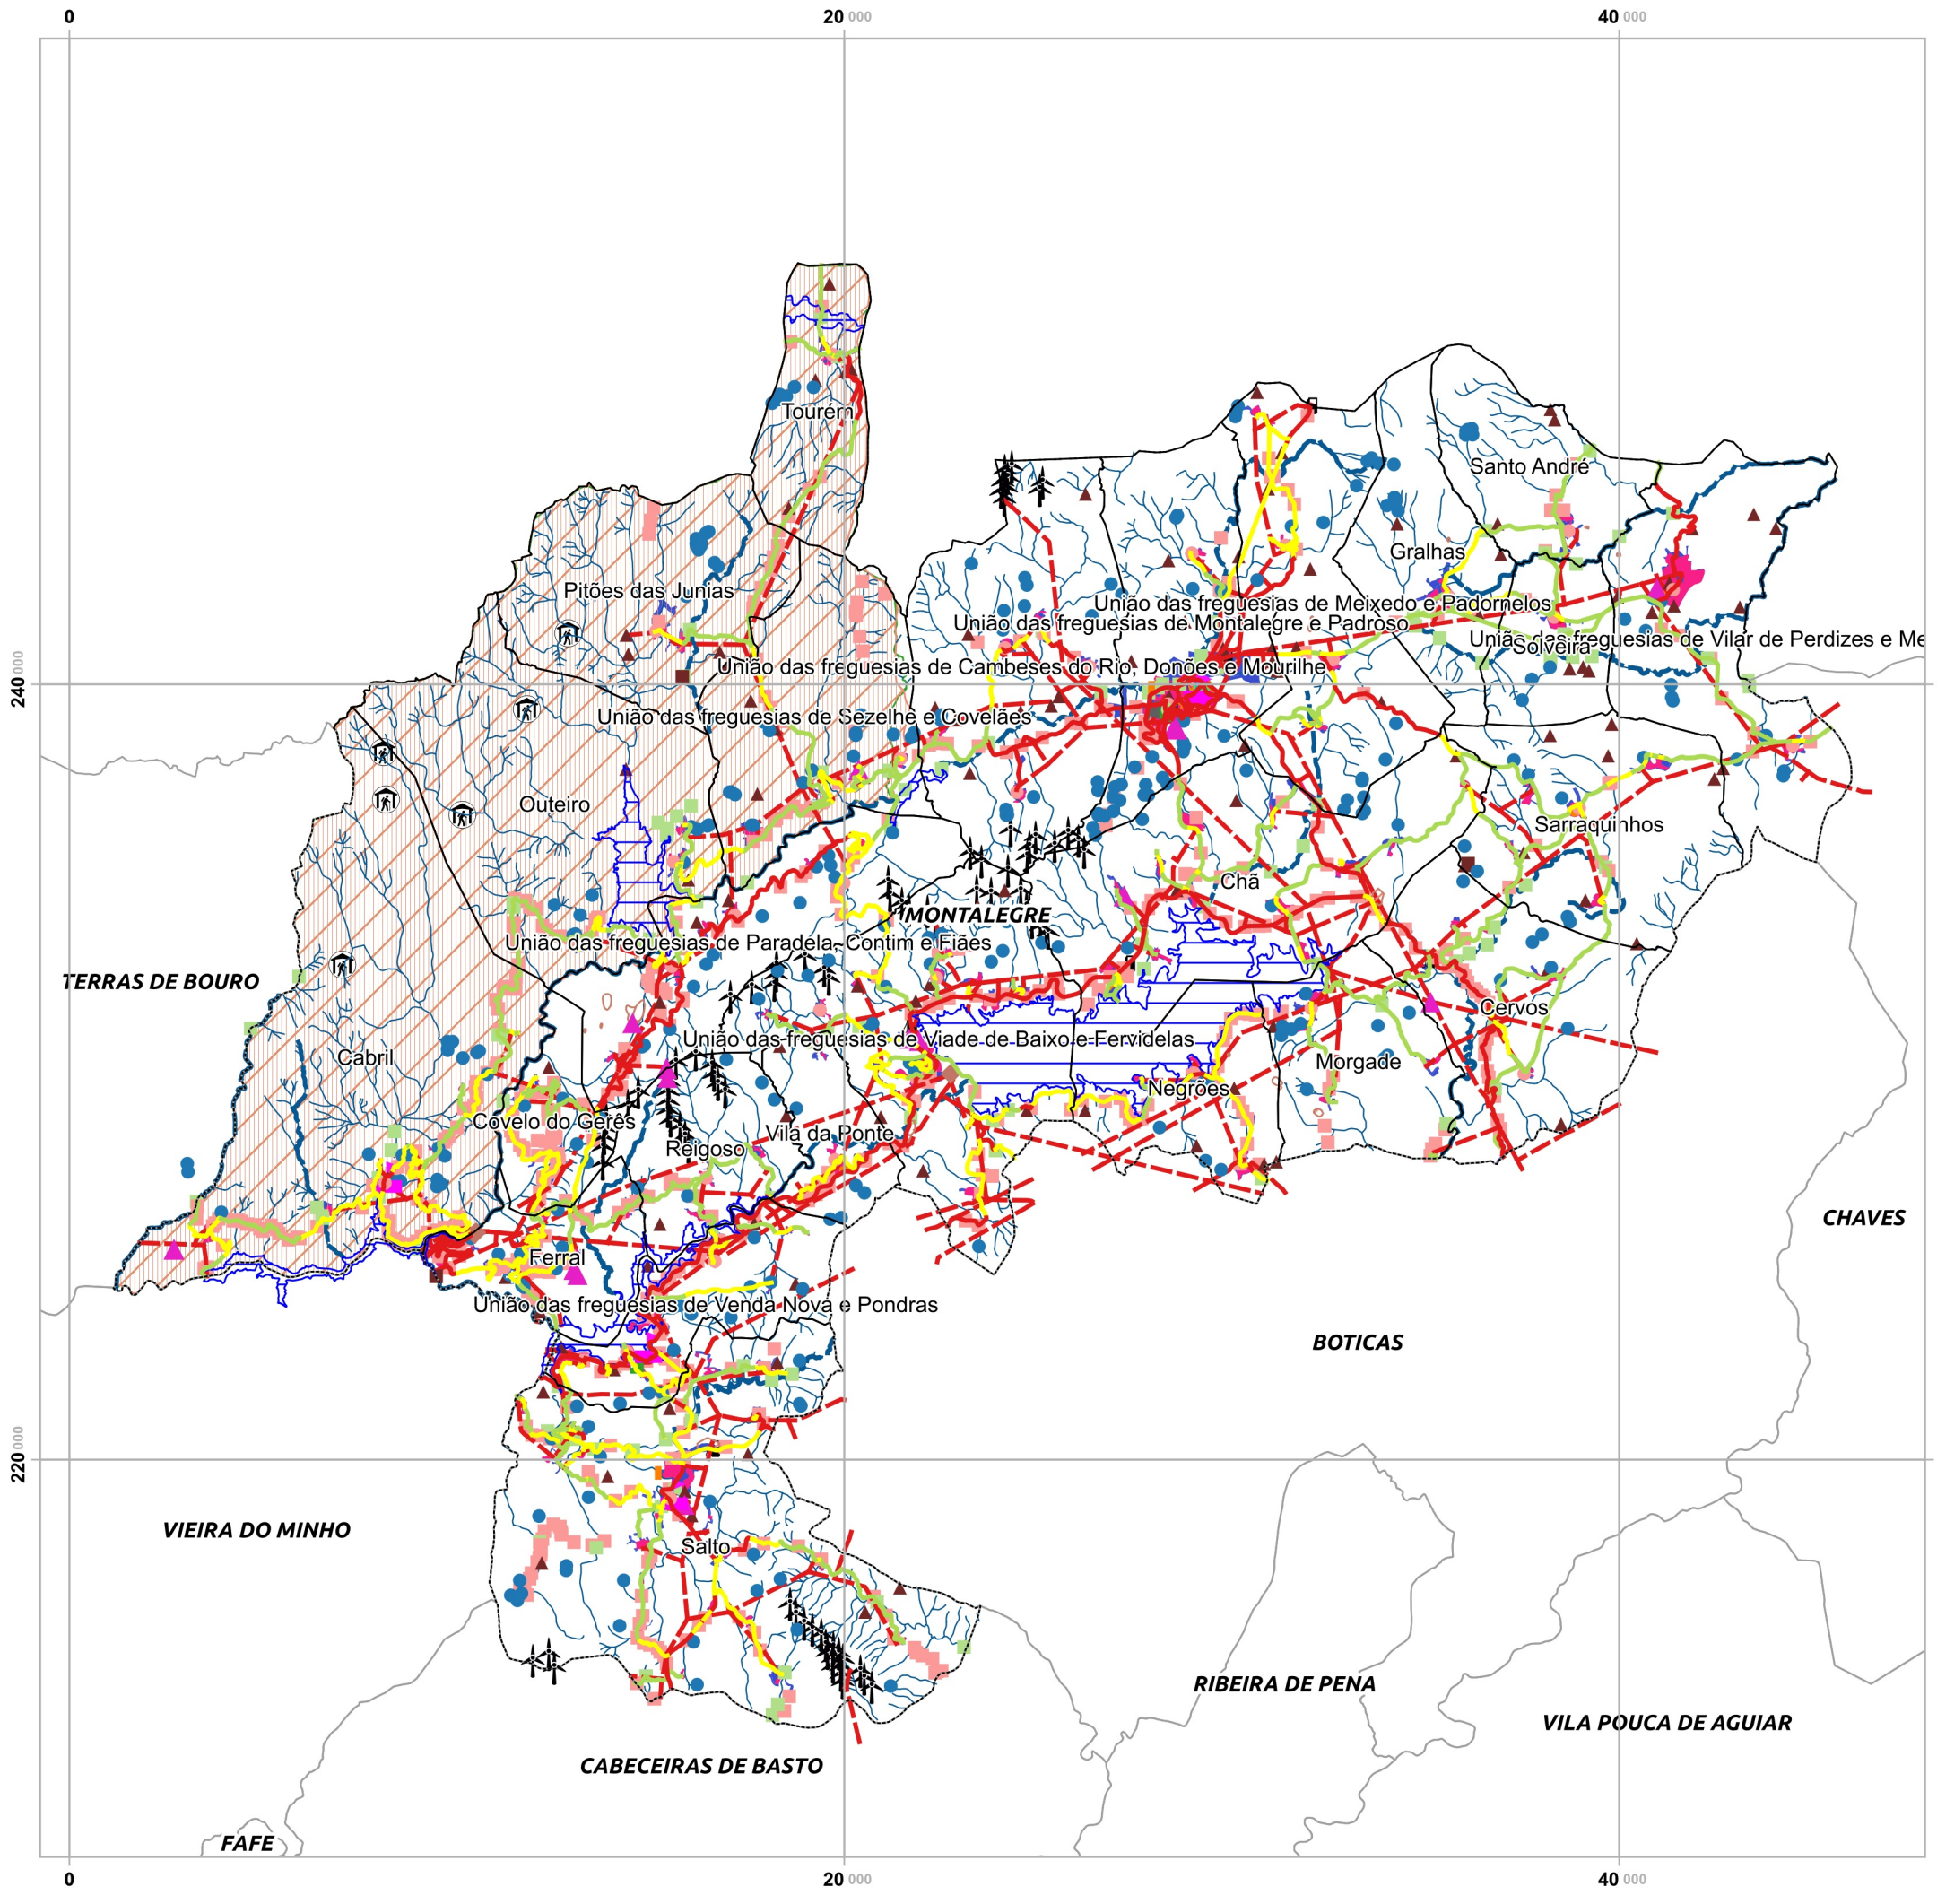 0 20 000 40 000
Tourém
Santo André
Gralhas
Pitões das Junias
União das freguesias de Meixedo e Padornelos
União das freguesias de Montalegre e Padroso
União das freguesias de Vilar de Perdizes e Me
Solveira
União das freguesias de Cambeses do Rio, Donões e Mourilhe
240 000
União das freguesias de Sezelhe e Covelães
Outeiro
Sarraquinhos
Chã
MONTALEGRE
União das freguesias de Paradela, Contim e Fiães
TERRAS DE BOURO
Cervos
União das freguesias de Viade de Baixo e Fervidelas
Cabril
Morgade
Negrões
Covelo do Gerês
Vila da Ponte
Reigoso
CHAVES
Ferral
União das freguesias de Venda Nova e Pondras
BOTICAS
220 000
VIEIRA DO MINHO
Salto
RIBEIRA DE PENA
VILA POUCA DE AGUIAR
CABECEIRAS DE BASTO
FAFE
0 20 000 40 000